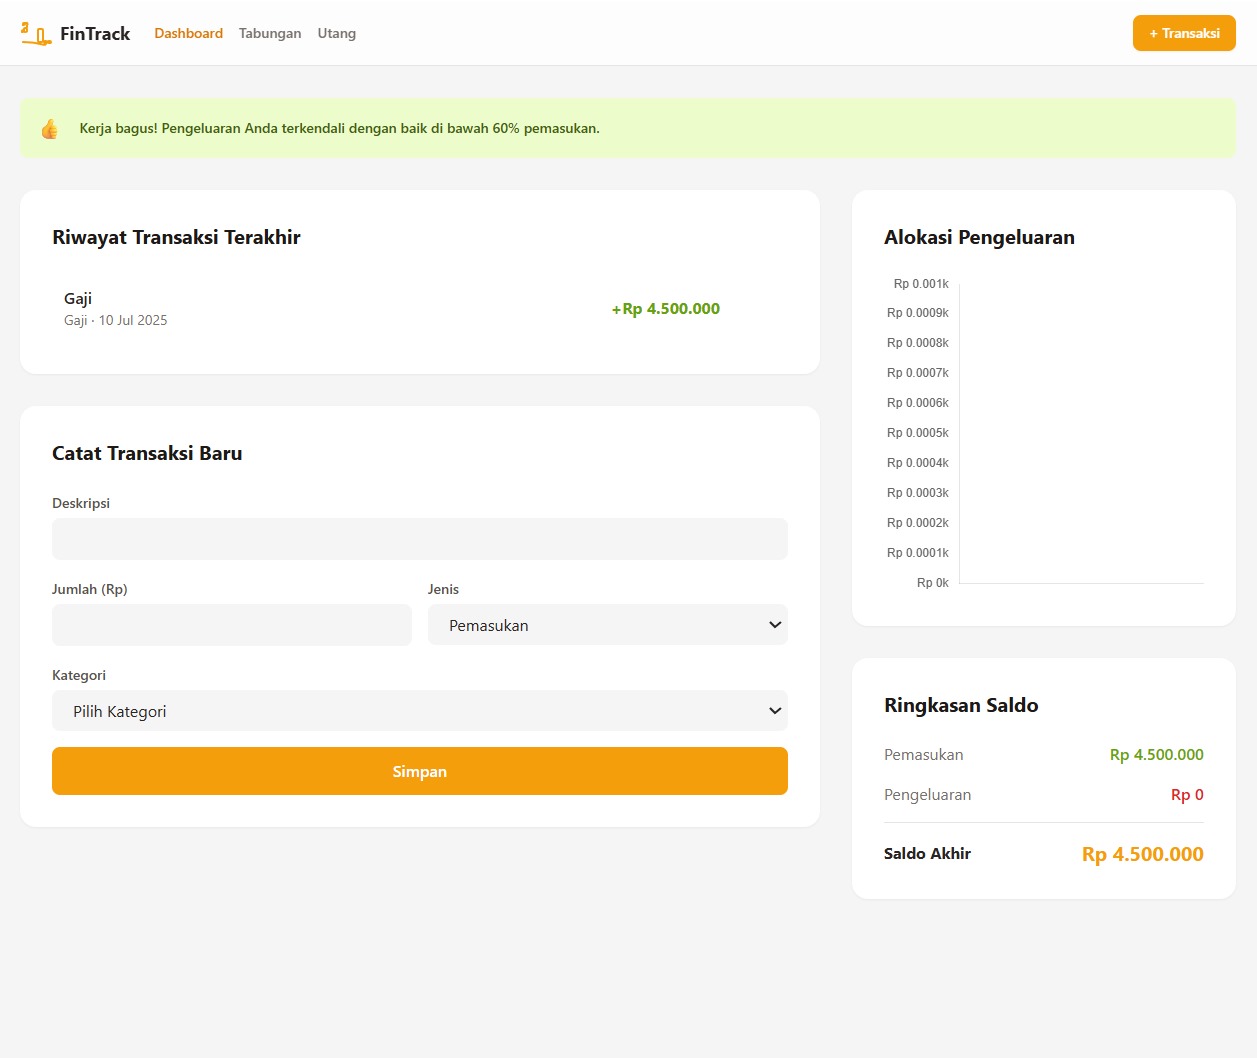 FinTrack
Dashboard
Tabungan
Utang
+ Transaksi
Kerja bagus! Pengeluaran Anda terkendali dengan baik di bawah 60% pemasukan.
Riwayat Transaksi Terakhir
Gaji
Gaji · 10 Jul 2025
+Rp 4.500.000
Catat Transaksi Baru
Deskripsi
Jumlah (Rp)
Jenis
Pemasukan
Kategori
Pilih Kategori
Simpan
Alokasi Pengeluaran
Rp 0.001k
Rp 0.0009k
Rp 0.0008k
Rp 0.0007k
Rp 0.0006k
Rp 0.0005k
Rp 0.0004k
Rp 0.0003k
Rp 0.0002k
Rp 0.0001k
Rp 0k
Ringkasan Saldo
Pemasukan
Rp 4.500.000
Pengeluaran
Rp 0
Saldo Akhir
Rp 4.500.000